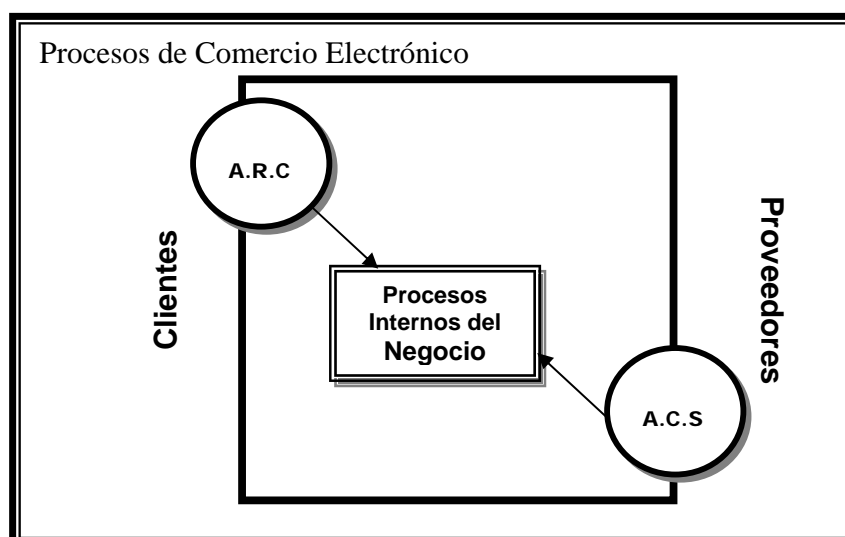 Procesos de Comercio Electrónico
A.R.C
Clientes
Procesos
Internos del
Negocio
Proveedores
A.C.S